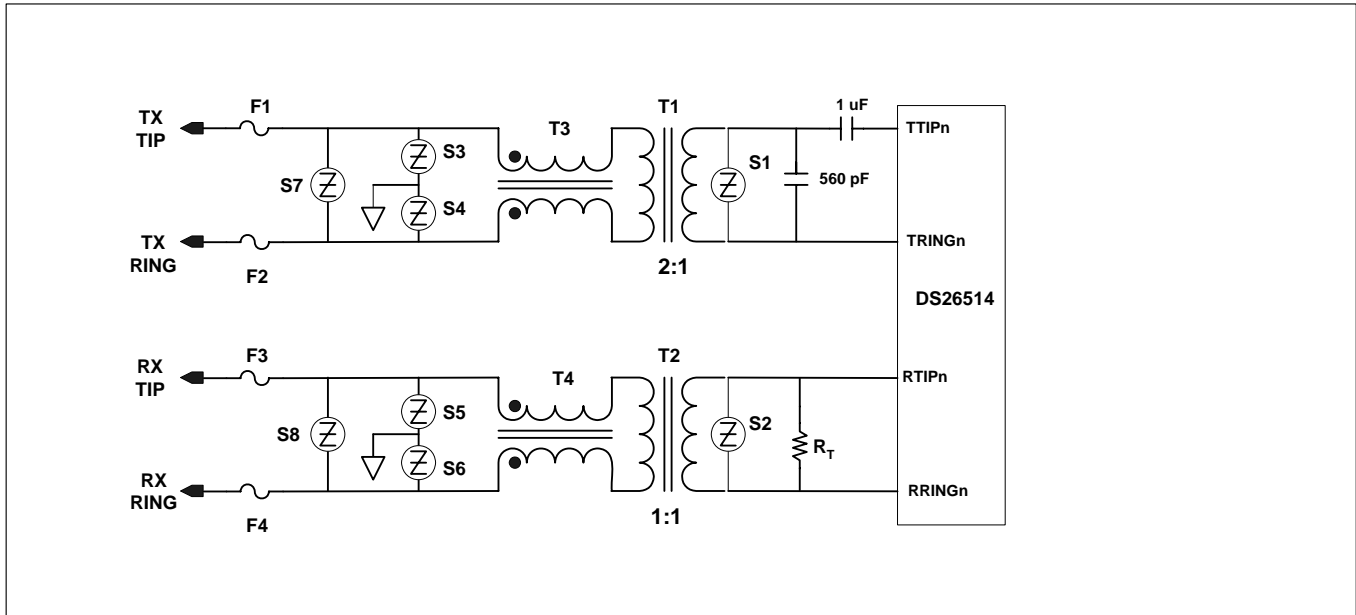 F1
TX
TIP
T3
T1
1 uF
TTIPn
S3
S7
S1
560 pF
S4
TX
RING
TRINGn
F2
2:1
DS26514
RX
TIP
F3
T4
T2
RTIPn
S5
S8
S2
RT
S6
RX
RING
RRINGn
F4
1:1